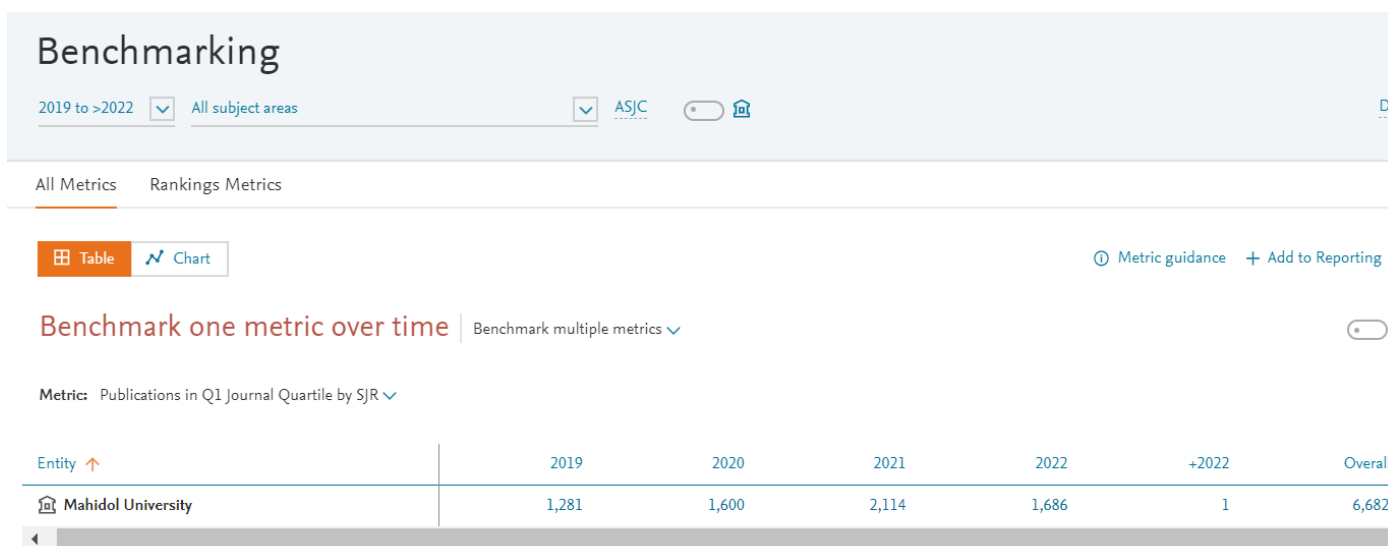 Benchmarking
2019 to >2022 All subject areas ASJC D
All Metrics Rankings Metrics
Table Chart Metric guidance + Add to Reporting
Benchmark one metric over time Benchmark multiple metrics
Metric: Publications in Q1 Journal Quartile by SJR
Entity 2019 2020 2021 2022 +2022 Overall
Mahidol University 1,281 1,600 2,114 1,686 1 6,682